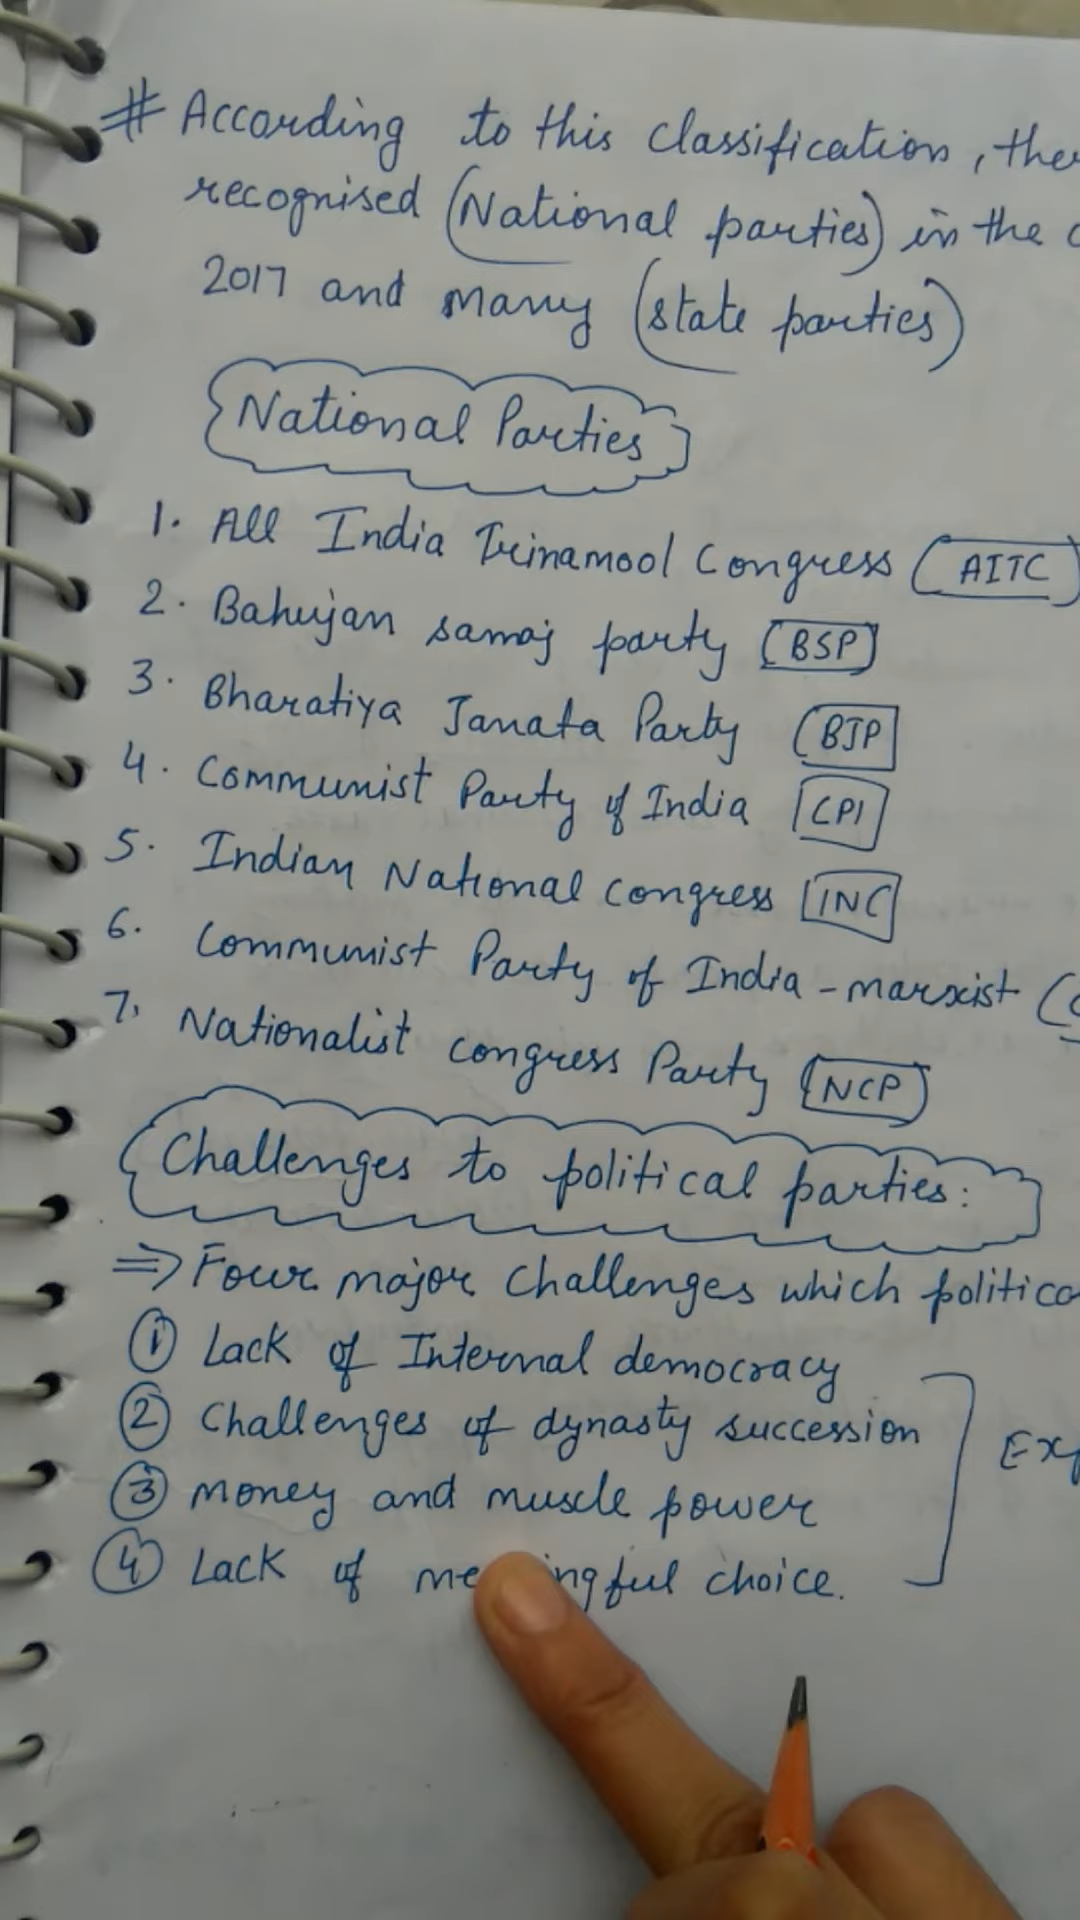 # According to this classification, the
recognised (National parties) in the
2017 and many (state parties)
National Parties
1. All India Trinamool Congress (AITC)
2. Bahujan samaj party (BSP)
3. Bharatiya Janata Party (BJP)
4. Communist Party of India [CPI]
5. Indian National congress [INC]
6. Communist Party of India - marxist (
7. Nationalist congress Party [NCP]
Challenges to political parties:
⇒ Four major challenges which politica
① Lack of Internal democracy
② Challenges of dynasty succession
③ money and muscle power
④ Lack of me ingful choice.
Exp